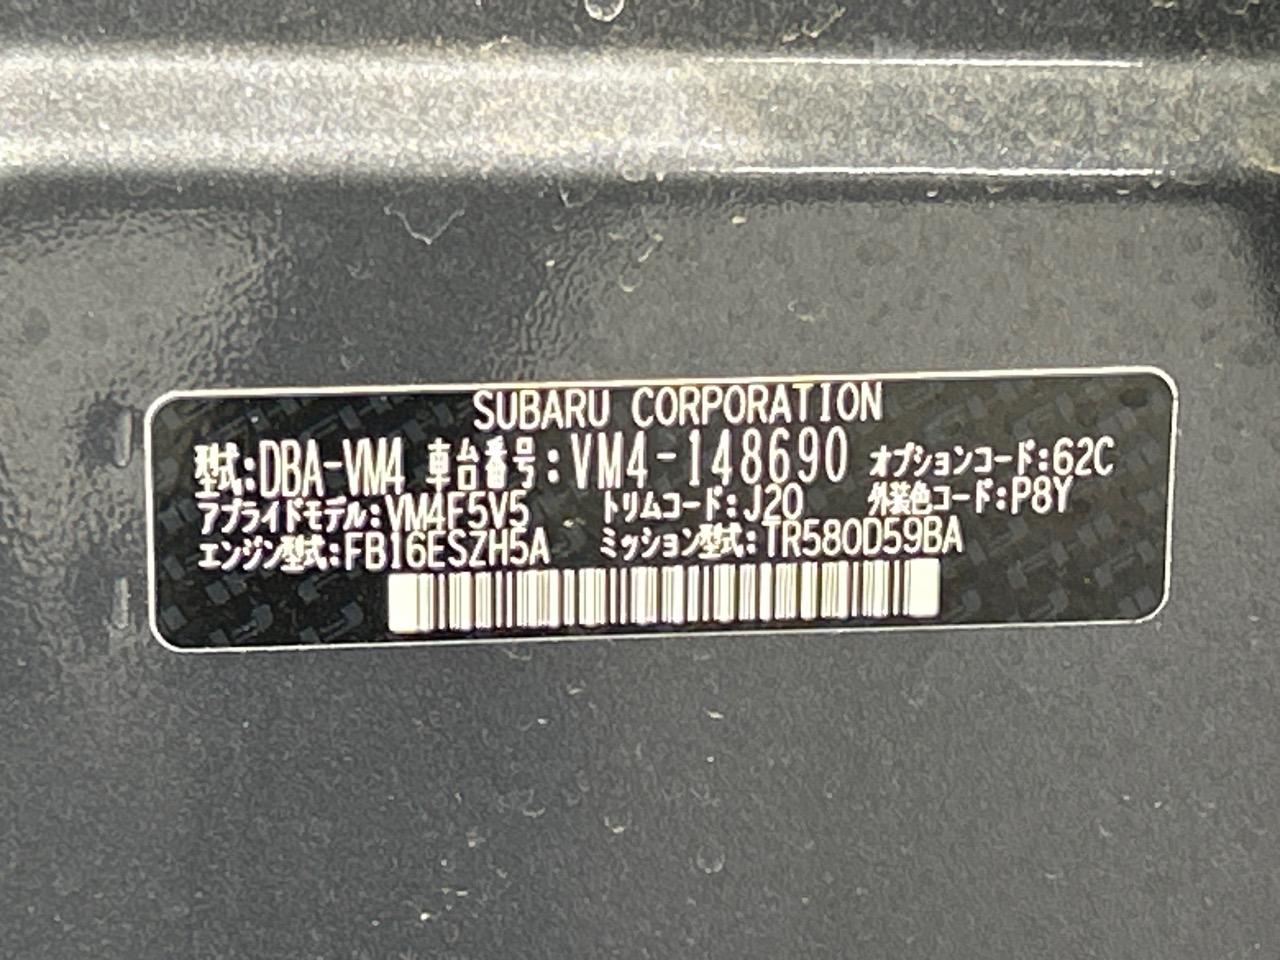 SUBARU CORPORATION
型式:DBA-VM4 車台番号:VM4-148690 オプションコード:62C
アプライドモデル:VM4F5V5 トリムコード:J20 外装色コード:P8Y
エンジン型式:FB16ESZH5A ミッション型式:TR580D59BA